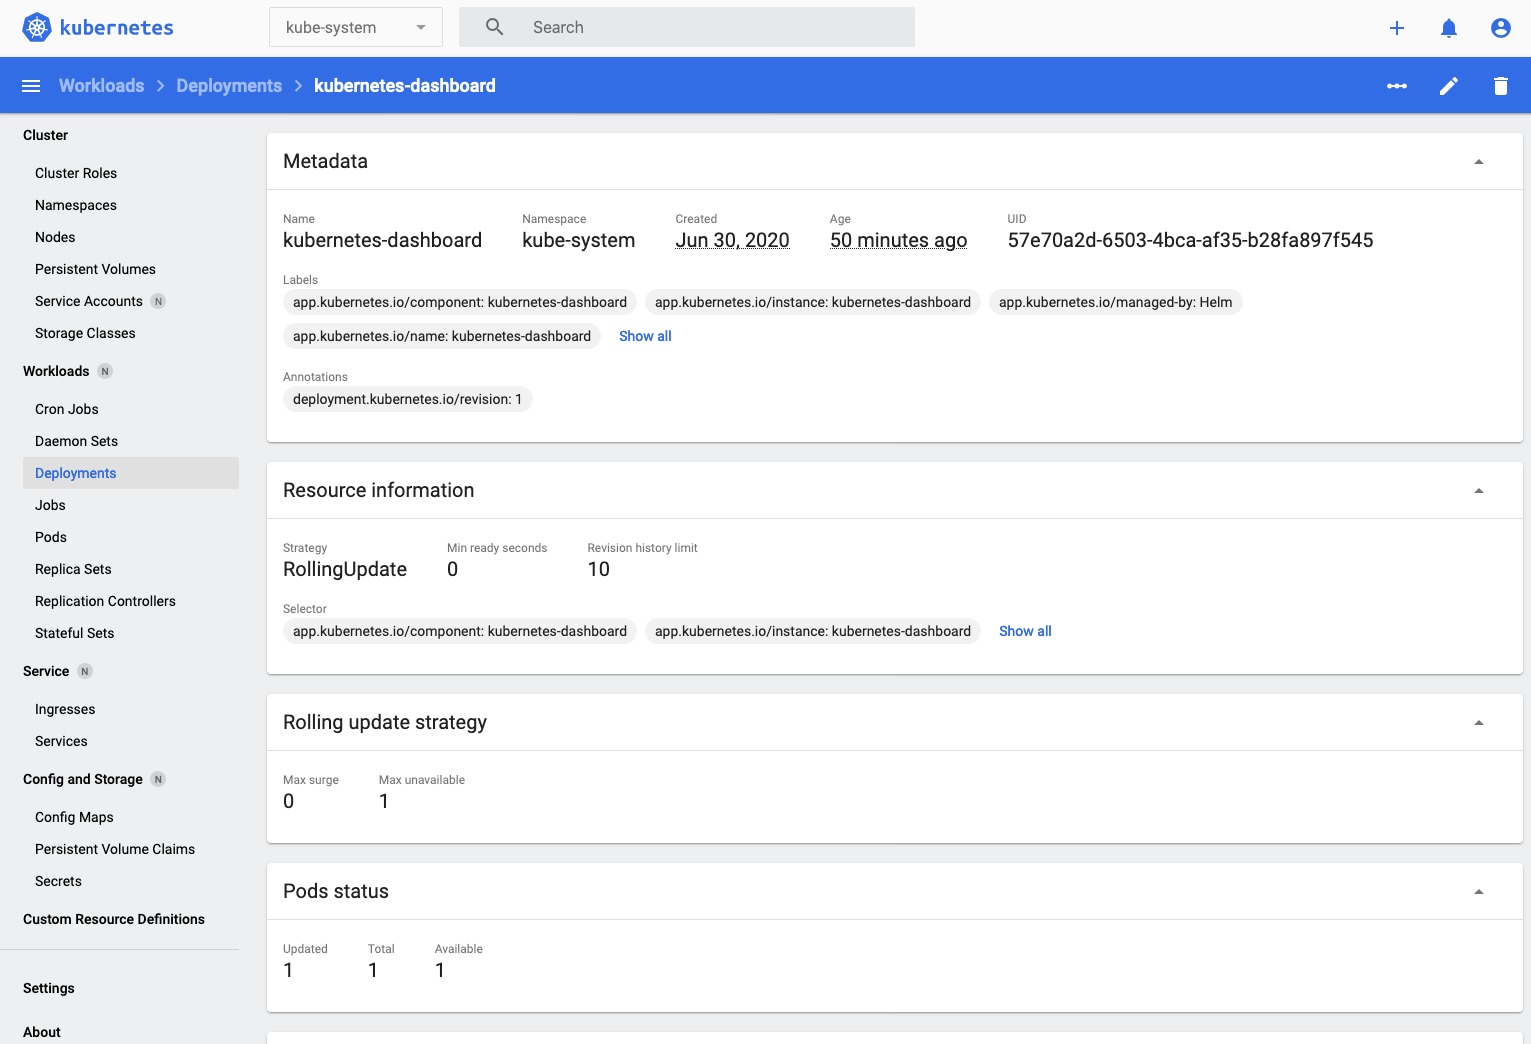 kubernetes
kube-system
Search
Workloads > Deployments > kubernetes-dashboard
Cluster
Cluster Roles
Namespaces
Nodes
Persistent Volumes
Service Accounts N
Storage Classes
Workloads N
Cron Jobs
Daemon Sets
Deployments
Jobs
Pods
Replica Sets
Replication Controllers
Stateful Sets
Service N
Ingresses
Services
Config and Storage N
Config Maps
Persistent Volume Claims
Secrets
Custom Resource Definitions
Settings
About
Metadata
Name Namespace Created Age UID
kubernetes-dashboard kube-system Jun 30, 2020 50 minutes ago 57e70a2d-6503-4bca-af35-b28fa897f545
Labels
app.kubernetes.io/component: kubernetes-dashboard app.kubernetes.io/instance: kubernetes-dashboard app.kubernetes.io/managed-by: Helm
app.kubernetes.io/name: kubernetes-dashboard Show all
Annotations
deployment.kubernetes.io/revision: 1
Resource information
Strategy Min ready seconds Revision history limit
RollingUpdate 0 10
Selector
app.kubernetes.io/component: kubernetes-dashboard app.kubernetes.io/instance: kubernetes-dashboard Show all
Rolling update strategy
Max surge Max unavailable
0 1
Pods status
Updated Total Available
1 1 1